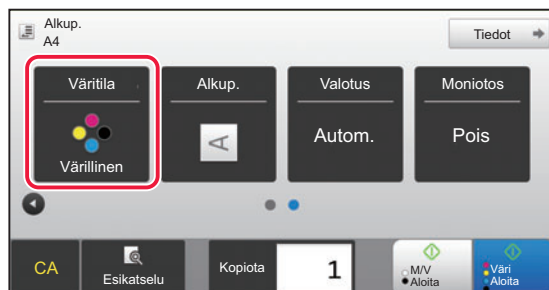 Alkup.
A4
Tiedot
Väritila
Alkup.
Valotus
Moniotos
A
Värillinen
Autom.
Pois
CA
Esikatselu
Kopiota
1
M/V
Aloita
Väri
Aloita